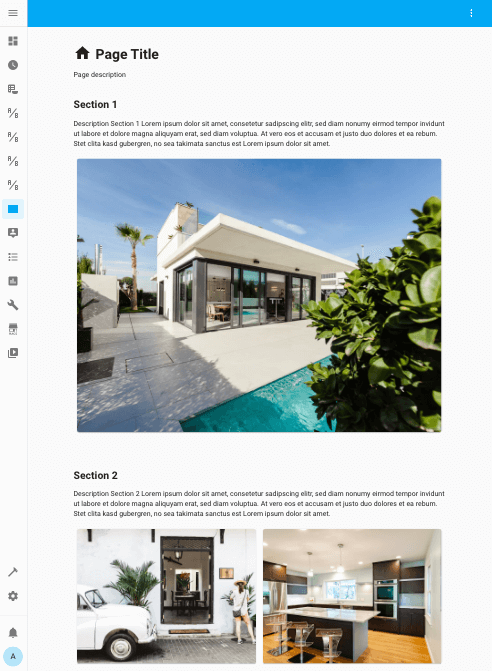 Page Title
Page description
Section 1
Description Section 1 Lorem ipsum dolor sit amet, consetetur sadipscing elitr, sed diam nonumy eirmod tempor invidunt
ut labore et dolore magna aliquyam erat, sed diam voluptua. At vero eos et accusam et justo duo dolores et ea rebum.
Stet clita kasd gubergren, no sea takimata sanctus est Lorem ipsum dolor sit amet.
Section 2
Description Section 2 Lorem ipsum dolor sit amet, consetetur sadipscing elitr, sed diam nonumy eirmod tempor invidunt
ut labore et dolore magna aliquyam erat, sed diam voluptua. At vero eos et accusam et justo duo dolores et ea rebum.
Stet clita kasd gubergren, no sea takimata sanctus est Lorem ipsum dolor sit amet.
A